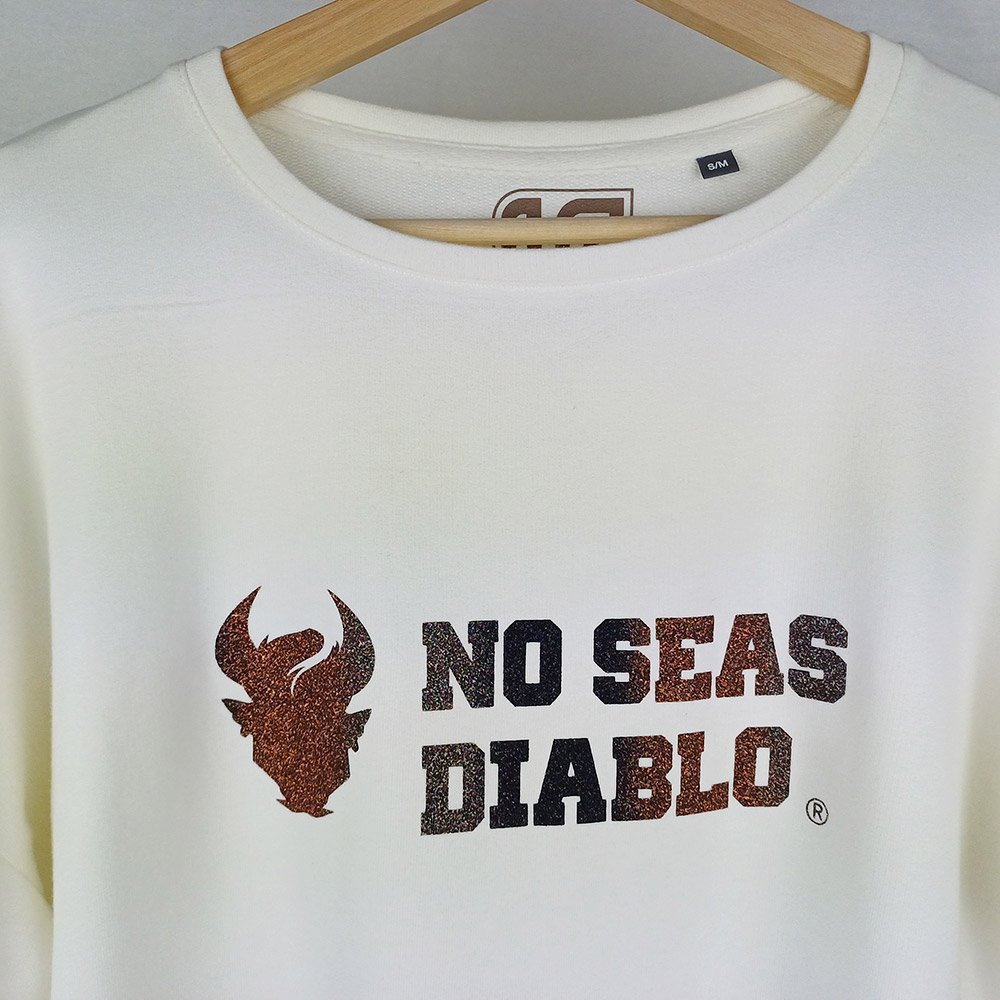 S/M
NO SEAS
DIABLO ®